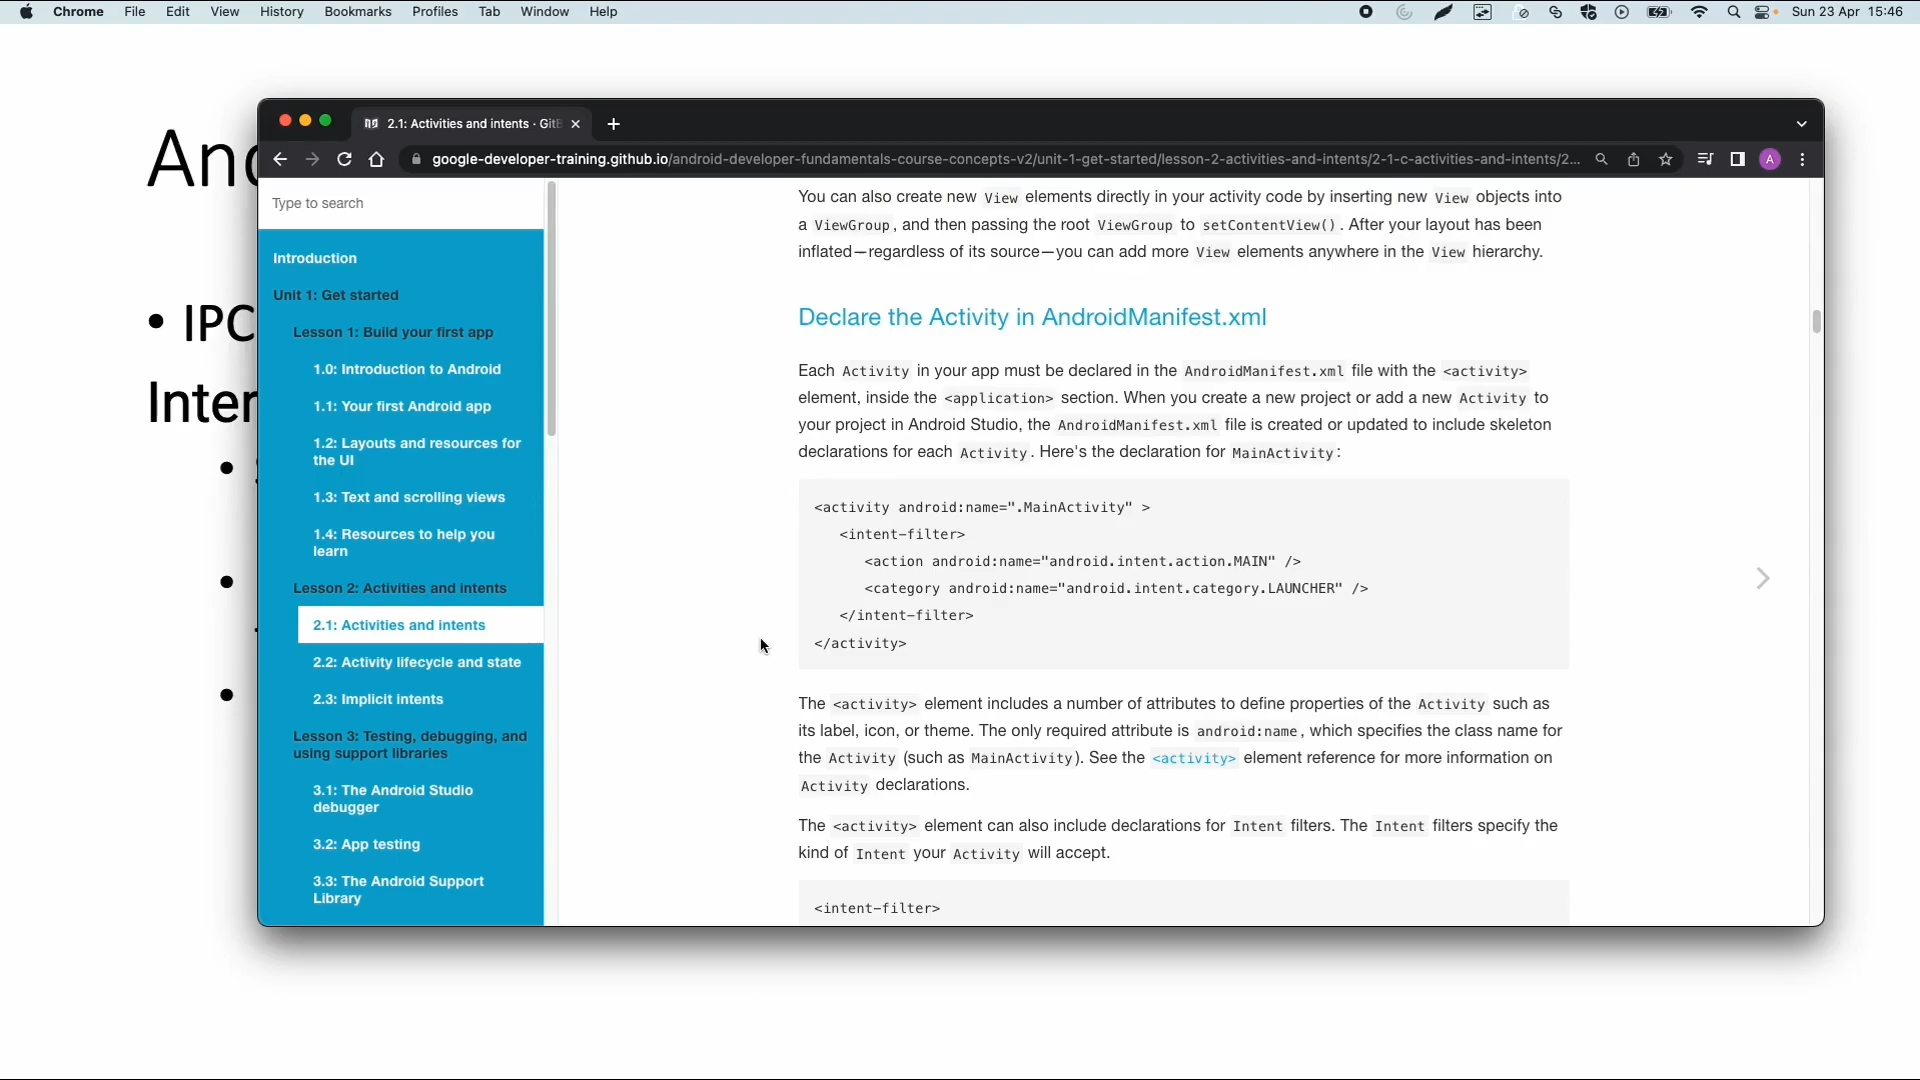 Chrome File Edit View History Bookmarks Profiles Tab Window Help Sun 23 Apr 15:46
And
• IPC
Inter
2.1: Activities and intents · Git
google-developer-training.github.io/android-developer-fundamentals-course-concepts-v2/unit-1-get-started/lesson-2-activities-and-intents/2-1-c-activities-and-intents/2...
A
Type to search
Introduction
Unit 1: Get started
Lesson 1: Build your first app
1.0: Introduction to Android
1.1: Your first Android app
1.2: Layouts and resources for
the UI
1.3: Text and scrolling views
1.4: Resources to help you
learn
Lesson 2: Activities and intents
2.1: Activities and intents
2.2: Activity lifecycle and state
2.3: Implicit intents
Lesson 3: Testing, debugging, and
using support libraries
3.1: The Android Studio
debugger
3.2: App testing
3.3: The Android Support
Library
You can also create new View elements directly in your activity code by inserting new View objects into
a ViewGroup, and then passing the root ViewGroup to setContentView(). After your layout has been
inflated—regardless of its source—you can add more View elements anywhere in the View hierarchy.
Declare the Activity in AndroidManifest.xml
Each Activity in your app must be declared in the AndroidManifest.xml file with the <activity>
element, inside the <application> section. When you create a new project or add a new Activity to
your project in Android Studio, the AndroidManifest.xml file is created or updated to include skeleton
declarations for each Activity. Here's the declaration for MainActivity:
<activity android:name=".MainActivity" >
<intent-filter>
<action android:name="android.intent.action.MAIN" />
<category android:name="android.intent.category.LAUNCHER" />
</intent-filter>
</activity>
The <activity> element includes a number of attributes to define properties of the Activity such as
its label, icon, or theme. The only required attribute is android:name, which specifies the class name for
the Activity (such as MainActivity). See the <activity> element reference for more information on
Activity declarations.
The <activity> element can also include declarations for Intent filters. The Intent filters specify the
kind of Intent your Activity will accept.
<intent-filter>